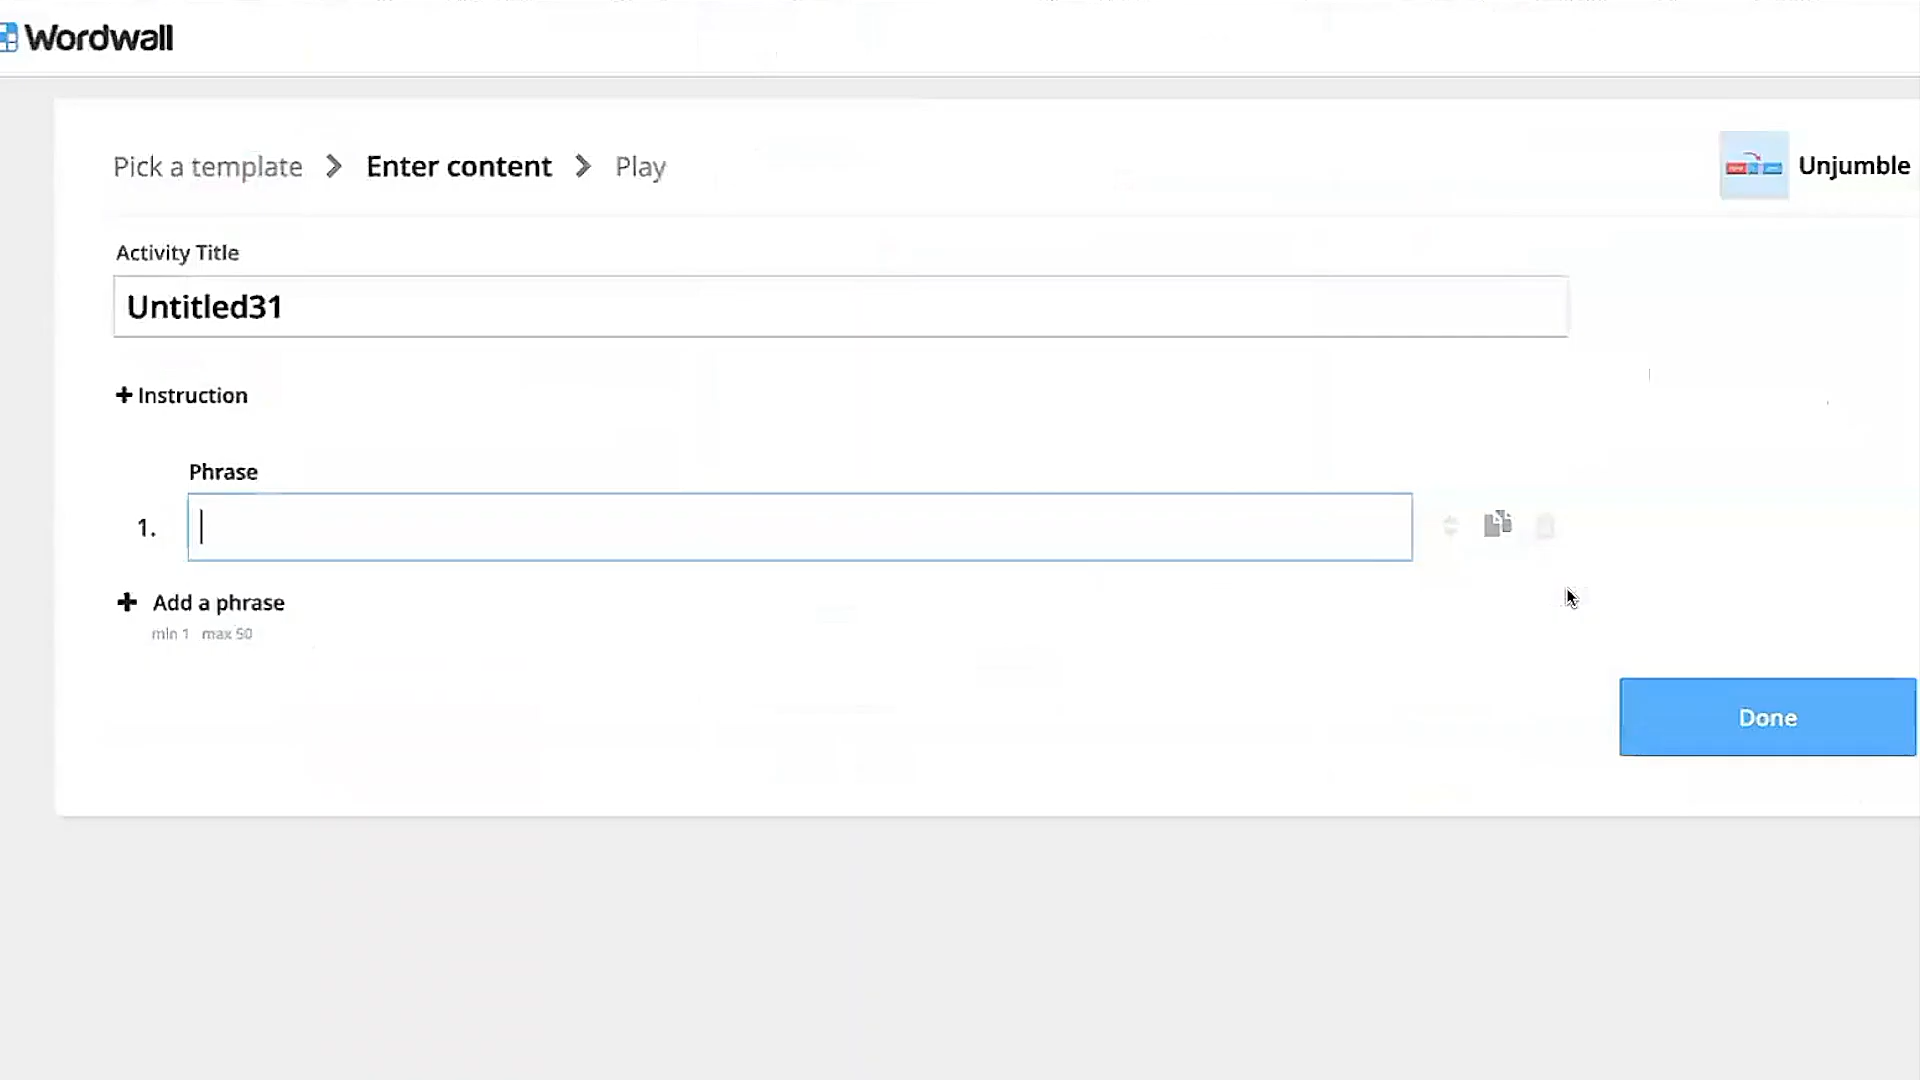 Wordwall
Pick a template > Enter content > Play
Unjumble
Activity Title
Untitled31
+ Instruction
Phrase
1.
+ Add a phrase
min 1 max 50
Done